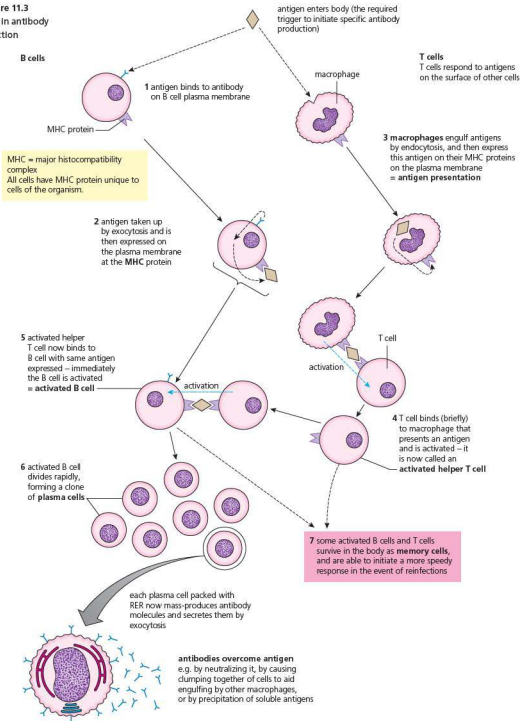 re 11.3
in antibody
ction
antigen enters body (the required
trigger to initiate specific antibody
production)
B cells
T cells
T cells respond to antigens
on the surface of other cells
macrophage
1 antigen binds to antibody
on B cell plasma membrane
MHC protein
3 macrophages engulf antigens
by endocytosis, and then express
this antigen on their MHC proteins
on the plasma membrane
= antigen presentation
MHC = major histocompatibility
complex
All cells have MHC protein unique to
cells of the organism.
2 antigen taken up
by exocytosis and is
then expressed on
the plasma membrane
at the MHC protein
5 activated helper
T cell now binds to
B cell with same antigen
expressed – immediately
the B cell is activated
= activated B cell
activation
T cell
activation
4 T cell binds (briefly)
to macrophage that
presents an antigen
and is activated – it
is now called an
activated helper T cell
6 activated B cell
divides rapidly,
forming a clone
of plasma cells
7 some activated B cells and T cells
survive in the body as memory cells,
and are able to initiate a more speedy
response in the event of reinfections
each plasma cell packed with
RER now mass-produces antibody
molecules and secretes them by
exocytosis
antibodies overcome antigen
e.g. by neutralizing it, by causing
clumping together of cells to aid
engulfing by other macrophages,
or by precipitation of soluble antigens